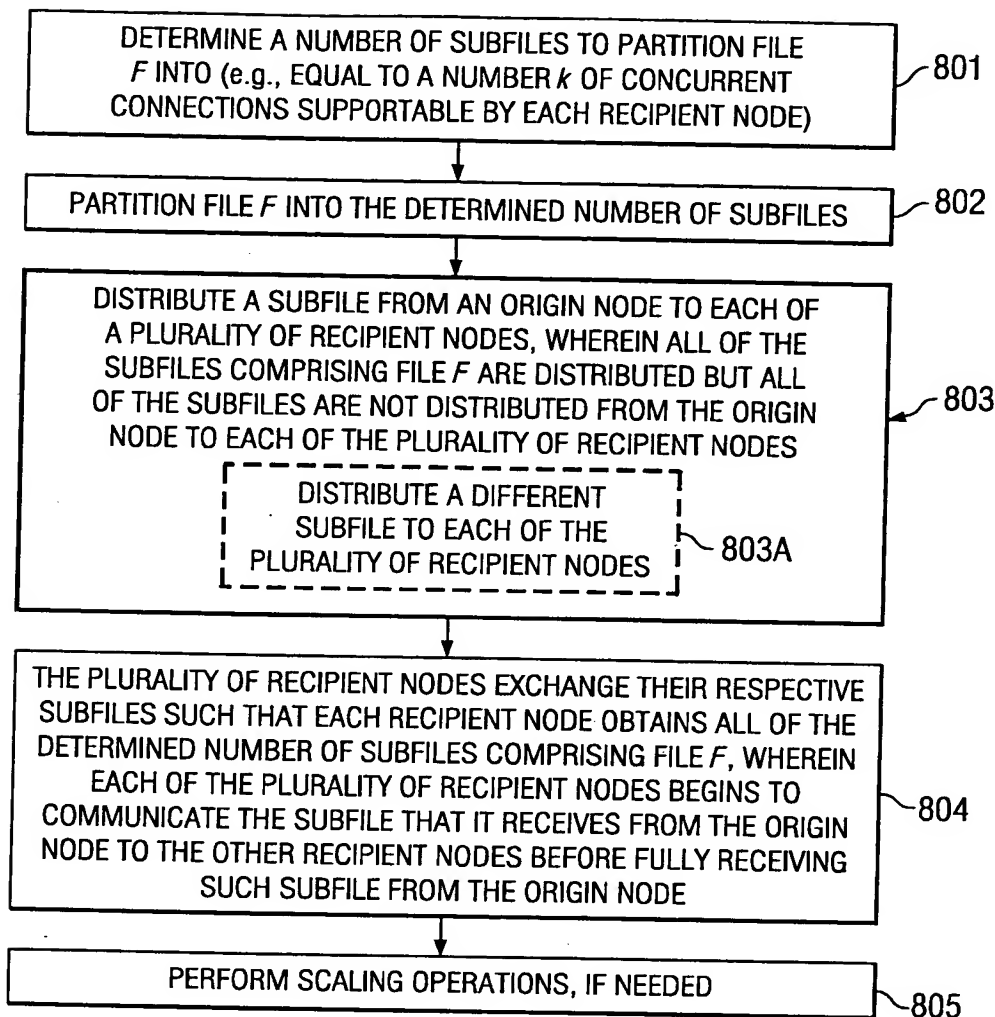 DETERMINE A NUMBER OF SUBFILES TO PARTITION FILE
F INTO (e.g., EQUAL TO A NUMBER k OF CONCURRENT
CONNECTIONS SUPPORTABLE BY EACH RECIPIENT NODE)
801
PARTITION FILE F INTO THE DETERMINED NUMBER OF SUBFILES
802
DISTRIBUTE A SUBFILE FROM AN ORIGIN NODE TO EACH OF
A PLURALITY OF RECIPIENT NODES, WHEREIN ALL OF THE
SUBFILES COMPRISING FILE F ARE DISTRIBUTED BUT ALL
OF THE SUBFILES ARE NOT DISTRIBUTED FROM THE ORIGIN
NODE TO EACH OF THE PLURALITY OF RECIPIENT NODES
803
DISTRIBUTE A DIFFERENT
SUBFILE TO EACH OF THE
PLURALITY OF RECIPIENT NODES
803A
THE PLURALITY OF RECIPIENT NODES EXCHANGE THEIR RESPECTIVE
SUBFILES SUCH THAT EACH RECIPIENT NODE OBTAINS ALL OF THE
DETERMINED NUMBER OF SUBFILES COMPRISING FILE F, WHEREIN
EACH OF THE PLURALITY OF RECIPIENT NODES BEGINS TO
COMMUNICATE THE SUBFILE THAT IT RECEIVES FROM THE ORIGIN
NODE TO THE OTHER RECIPIENT NODES BEFORE FULLY RECEIVING
SUCH SUBFILE FROM THE ORIGIN NODE
804
PERFORM SCALING OPERATIONS, IF NEEDED
805